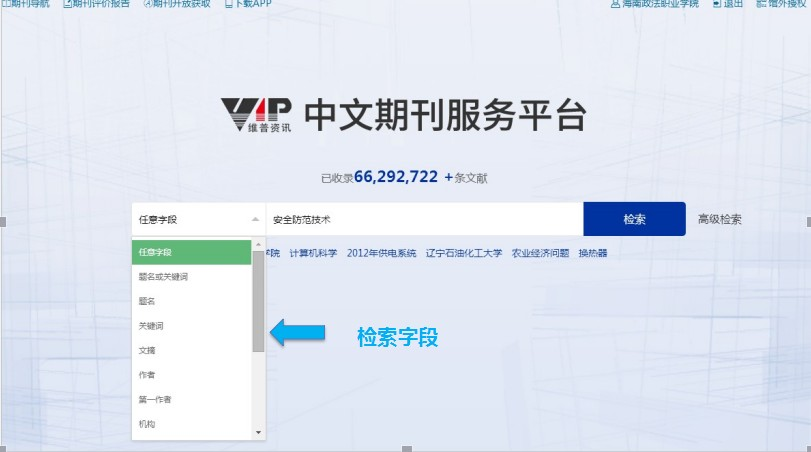 期刊导航 期刊评价报告 期刊开放获取 下载APP 海南政法职业学院 退出 馆外授权
VIP 维普资讯 中文期刊服务平台
已收录66,292,722 +条文献
任意字段 安全防范技术 检索 高级检索
学院 计算机科学 2012年供电系统 辽宁石油化工大学 农业经济问题 换热器
任意字段
题名或关键词
题名
关键词
文摘
作者
第一作者
机构
检索字段